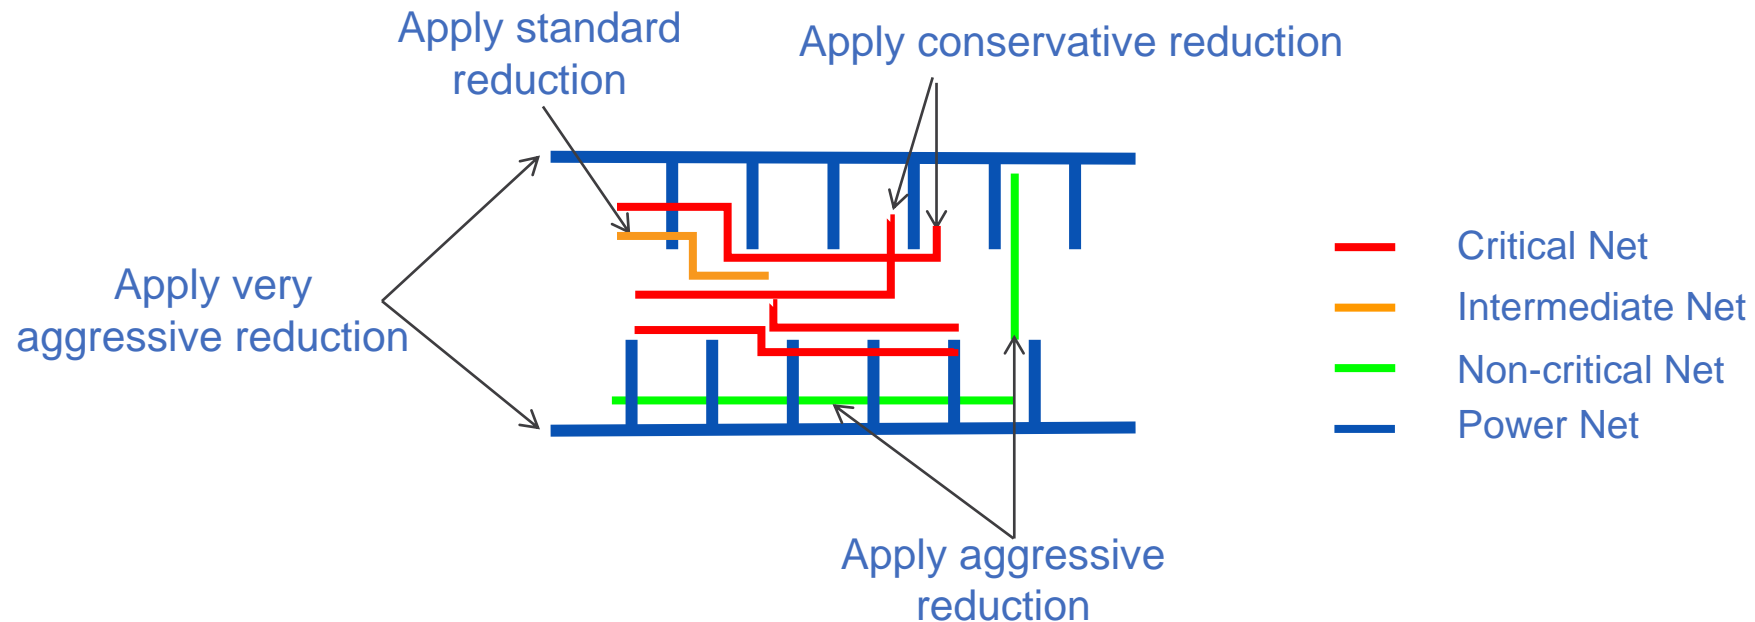 Apply standard
reduction
Apply conservative reduction
Apply very
aggressive reduction
Critical Net
Intermediate Net
Non-critical Net
Power Net
Apply aggressive
reduction